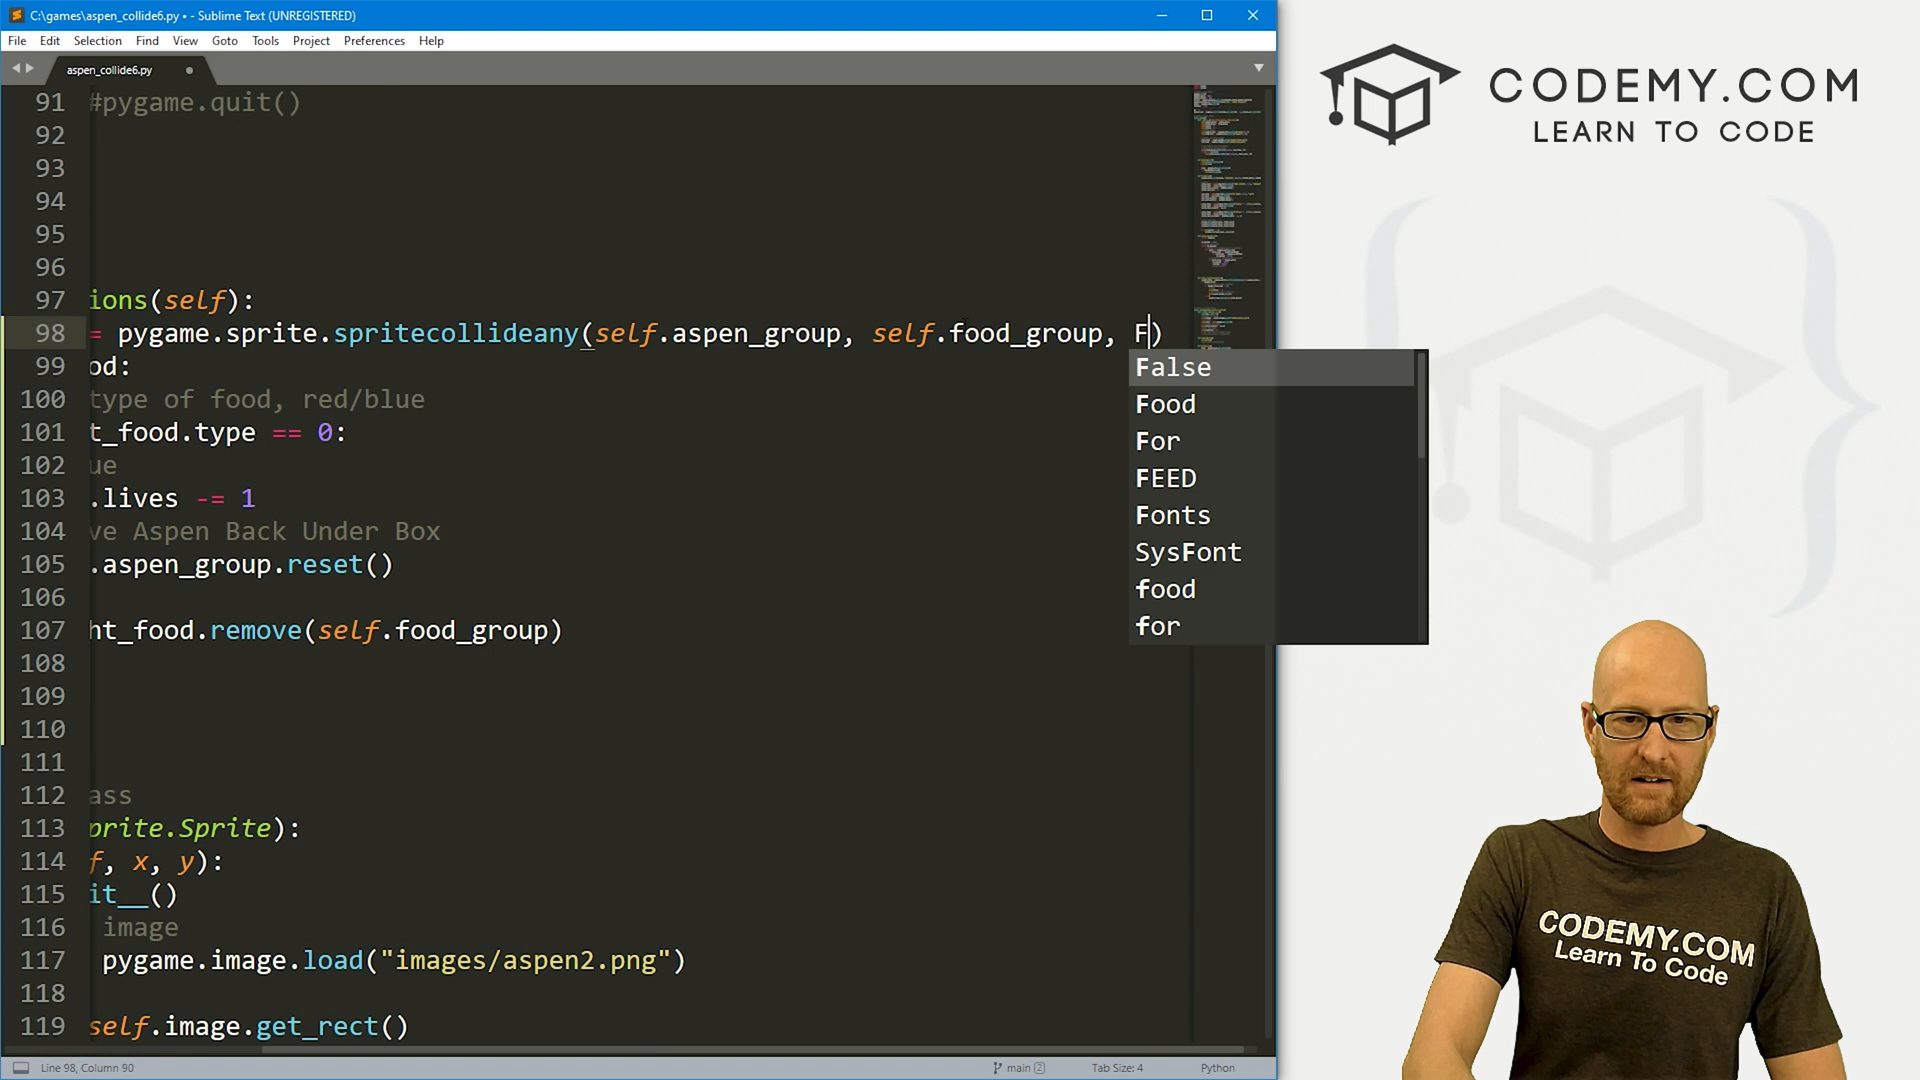 C:\games\aspen_collide6.py • - Sublime Text (UNREGISTERED)
File Edit Selection Find View Goto Tools Project Preferences Help
aspen_collide6.py
91 #pygame.quit()
92
93
94
95
96
97 ions(self):
98 = pygame.sprite.spritecollideany(self.aspen_group, self.food_group, F)
99 od:
100 type of food, red/blue
101 t_food.type == 0:
102 ue
103 .lives -= 1
104 ve Aspen Back Under Box
105 .aspen_group.reset()
106
107 ht_food.remove(self.food_group)
108
109
110
111
112 ass
113 prite.Sprite):
114 f, x, y):
115 it__()
116 image
117 pygame.image.load("images/aspen2.png")
118
119 self.image.get_rect()
False
Food
For
FEED
Fonts
SysFont
food
for
Line 98, Column 90 main 2 Tab Size: 4 Python
CODEMY.COM
LEARN TO CODE
CODEMY.COM
Learn To Code